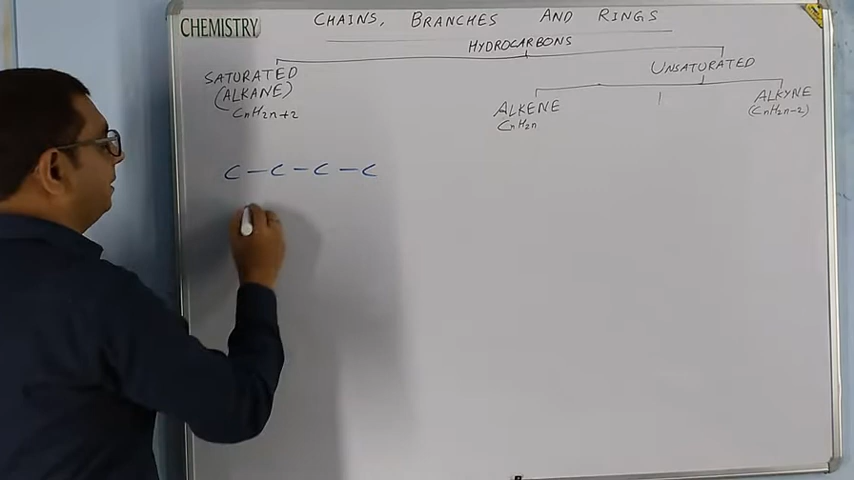 CHEMISTRY
CHAINS, BRANCHES AND RINGS
HYDROCARBONS
SATURATED
(ALKANE)
CnH2n+2
UNSATURATED
ALKENE
CnH2n
ALKYNE
(CnH2n-2)
C - C - C - C